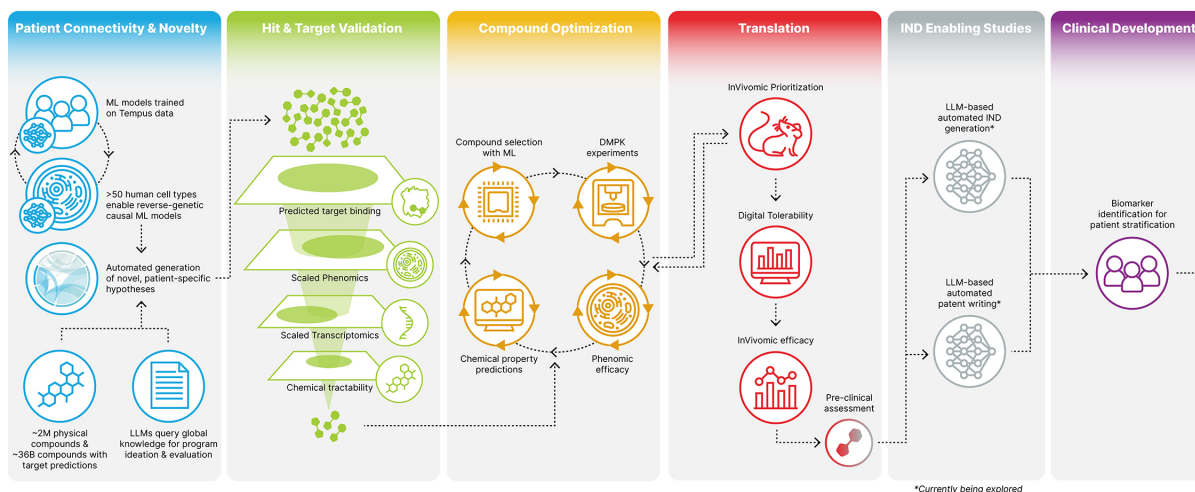 Patient Connectivity & Novelty
ML models trained
on Tempus data
>50 human cell types
enable reverse-genetic
causal ML models
Automated generation
of novel, patient-specific
hypotheses
~2M physical
compounds &
~36B compounds with
target predictions
LLMs query global
knowledge for program
ideation & evaluation
Hit & Target Validation
Predicted target binding
Scaled Phenomics
Scaled Transcriptomics
Chemical tractability
Compound Optimization
Compound selection
with ML
DMPK
experiments
Chemical property
predictions
Phenomic
efficacy
Translation
InVivomic Prioritization
Digital Tolerability
InVivomic efficacy
Pre-clinical
assessment
IND Enabling Studies
LLM-based
automated IND
generation*
LLM-based
automated
patent writing*
*Currently being explored
Clinical Development
Biomarker
identification for
patient stratification